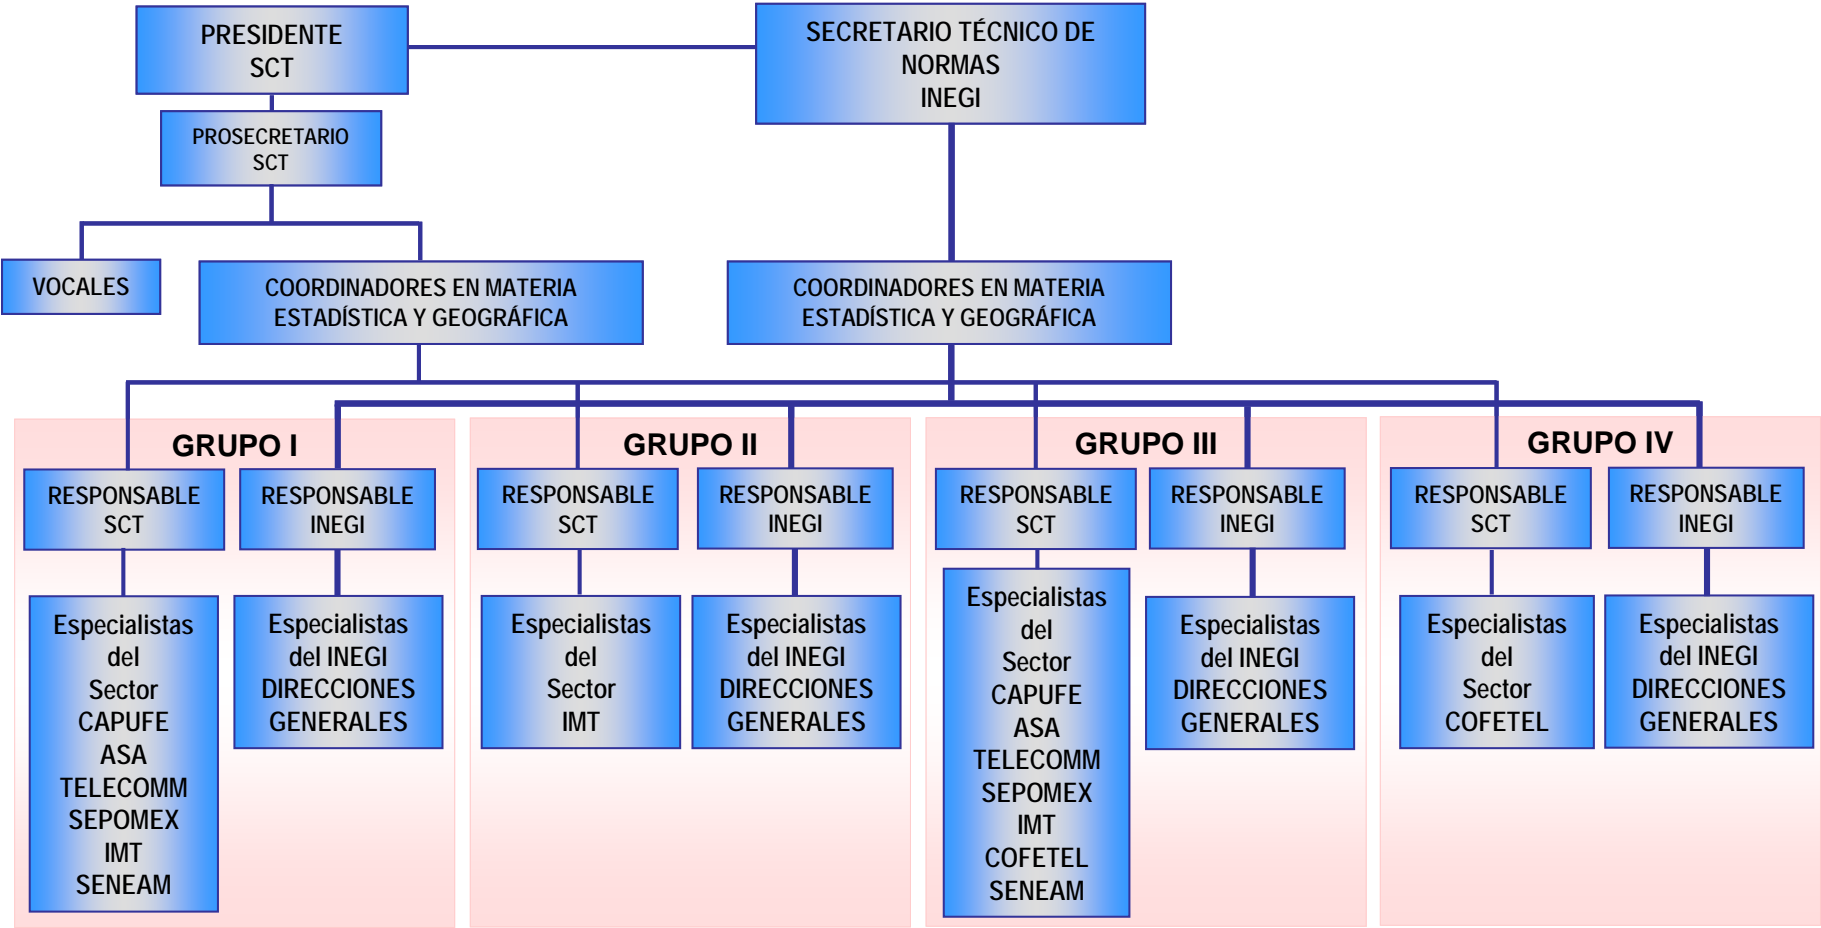 PRESIDENTE
SCT
SECRETARIO TÉCNICO DE
NORMAS
INEGI
PROSECRETARIO
SCT
VOCALES
COORDINADORES EN MATERIA
ESTADÍSTICA Y GEOGRÁFICA
COORDINADORES EN MATERIA
ESTADÍSTICA Y GEOGRÁFICA
GRUPO I
RESPONSABLE
SCT
RESPONSABLE
INEGI
Especialistas
del
Sector
CAPUFE
ASA
TELECOMM
SEPOMEX
IMT
SENEAM
Especialistas
del INEGI
DIRECCIONES
GENERALES
GRUPO II
RESPONSABLE
SCT
RESPONSABLE
INEGI
Especialistas
del
Sector
IMT
Especialistas
del INEGI
DIRECCIONES
GENERALES
GRUPO III
RESPONSABLE
SCT
RESPONSABLE
INEGI
Especialistas
del
Sector
CAPUFE
ASA
TELECOMM
SEPOMEX
IMT
COFETEL
SENEAM
Especialistas
del INEGI
DIRECCIONES
GENERALES
GRUPO IV
RESPONSABLE
SCT
RESPONSABLE
INEGI
Especialistas
del
Sector
COFETEL
Especialistas
del INEGI
DIRECCIONES
GENERALES